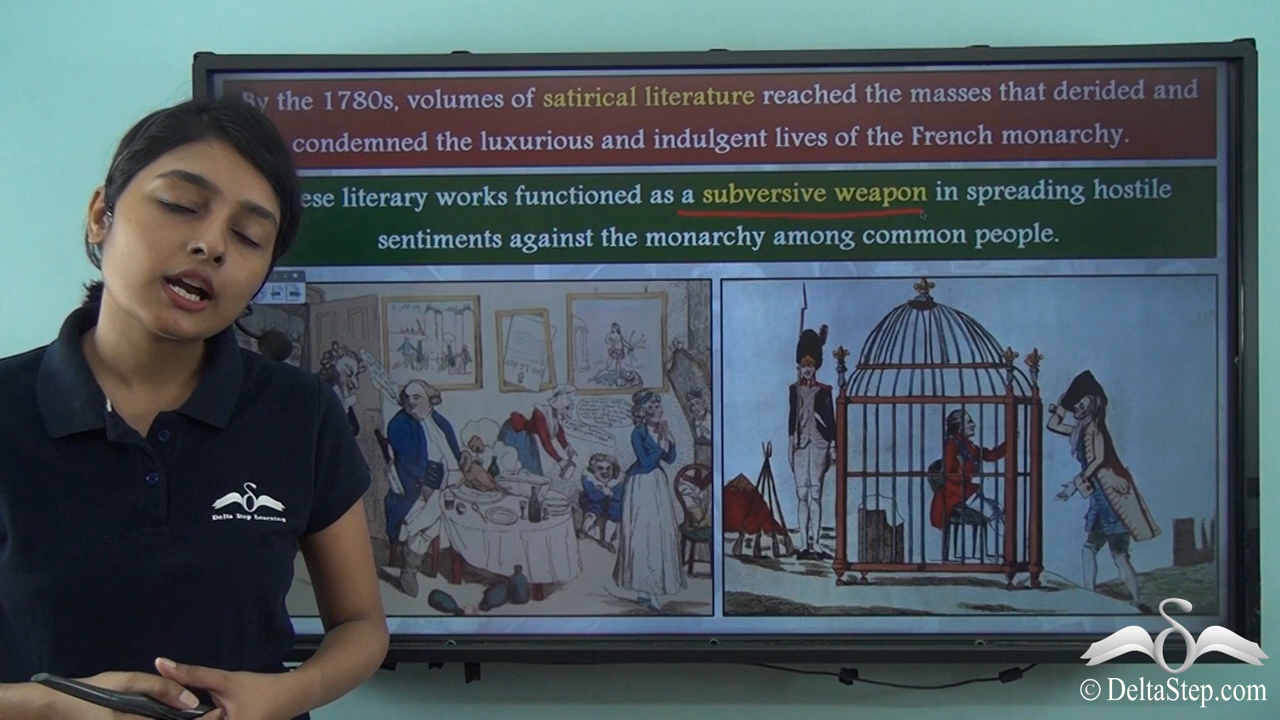 By the 1780s, volumes of satirical literature reached the masses that derided and
condemned the luxurious and indulgent lives of the French monarchy.
ese literary works functioned as a subversive weapon in spreading hostile
sentiments against the monarchy among common people.
Delta Step Learning
© DeltaStep.com